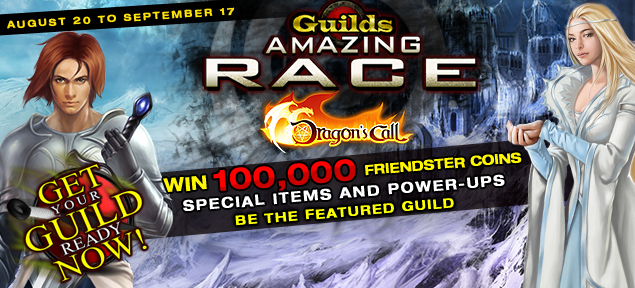 AUGUST 20 TO SEPTEMBER 17
Guilds
AMAZING
RACE
Dragon's Call
WIN 100,000 FRIENDSTER COINS
SPECIAL ITEMS AND POWER-UPS
BE THE FEATURED GUILD
GET
YOUR
GUILD
READY
NOW!